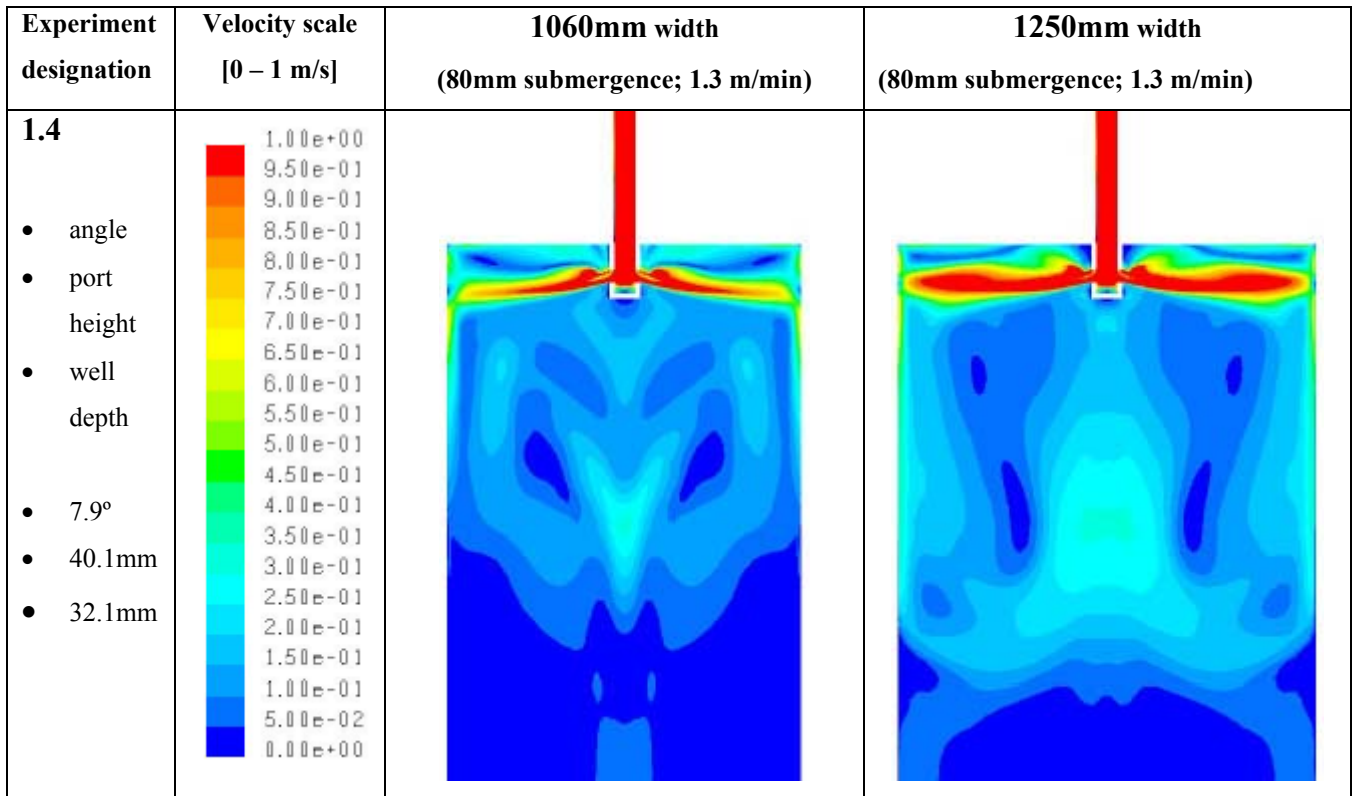 Experiment designation
Velocity scale
[0 – 1 m/s]
1060mm width
(80mm submergence; 1.3 m/min)
1250mm width
(80mm submergence; 1.3 m/min)
1.4
• angle
• port
height
• well
depth
• 7.9º
• 40.1mm
• 32.1mm
1.00e+00
9.50e-01
9.00e-01
8.50e-01
8.00e-01
7.50e-01
7.00e-01
6.50e-01
6.00e-01
5.50e-01
5.00e-01
4.50e-01
4.00e-01
3.50e-01
3.00e-01
2.50e-01
2.00e-01
1.50e-01
1.00e-01
5.00e-02
0.00e+00